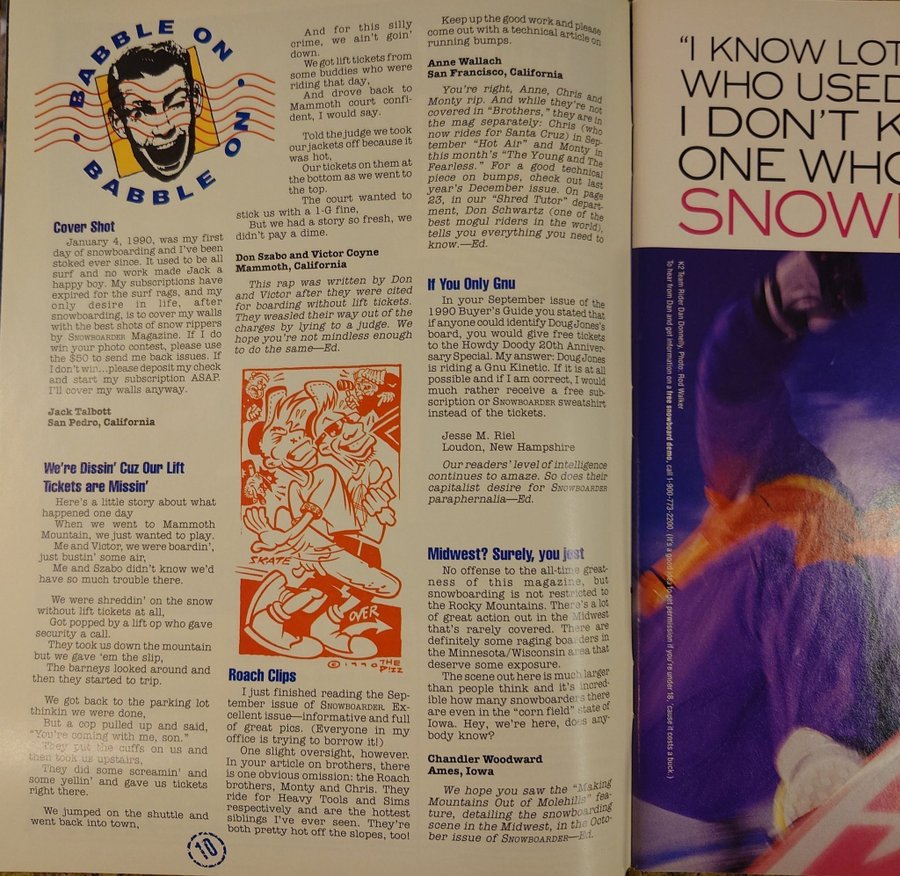 BABBLE ON
BABBLE ON
Cover Shot
January 4, 1990, was my first
day of snowboarding and I've been
stoked ever since. It used to be all
surf and no work made Jack a
happy boy. My subscriptions have
expired for the surf rags, and my
only desire in life, after
snowboarding, is to cover my walls
with the best shots of snow rippers
by SNOWBOARDER Magazine. If I do
win your photo contest, please use
the $50 to send me back issues. If
I don't win...please deposit my check
and start my subscription ASAP.
I'll cover my walls anyway.
Jack Talbott
San Pedro, California
We're Dissin' Cuz Our Lift
Tickets are Missin'
Here's a little story about what
happened one day
When we went to Mammoth
Mountain, we just wanted to play.
Me and Victor, we were boardin',
just bustin' some air,
Me and Szabo didn't know we'd
have so much trouble there.
We were shreddin' on the snow
without lift tickets at all,
Got popped by a lift op who gave
security a call.
They took us down the mountain
but we gave 'em the slip,
The barneys looked around and
then they started to trip.
We got back to the parking lot
thinkin we were done,
But a cop pulled up and said,
"You're coming with me, son."
They put the cuffs on us and
then took us upstairs,
They did some screamin' and
some yellin' and gave us tickets
right there.
We jumped on the shuttle and
went back into town,
And for this silly
crime, we ain't goin'
down.
We got lift tickets from
some buddies who were
riding that day,
And drove back to
Mammoth court confi-
dent, I would say.
Told the judge we took
our jackets off because it
was hot,
Our tickets on them at
the bottom as we went to
the top.
The court wanted to
stick us with a 1-G fine,
But we had a story so fresh, we
didn't pay a dime.
Don Szabo and Victor Coyne
Mammoth, California
This rap was written by Don
and Victor after they were cited
for boarding without lift tickets.
They weasled their way out of the
charges by lying to a judge. We
hope you're not mindless enough
to do the same—Ed.
SKATE
OVER
© 1990 THE
PIZZ
Roach Clips
I just finished reading the Sep-
tember issue of SNOWBOARDER. Ex-
cellent issue—informative and full
of great pics. (Everyone in my
office is trying to borrow it!)
One slight oversight, however.
In your article on brothers, there
is one obvious omission: the Roach
brothers, Monty and Chris. They
ride for Heavy Tools and Sims
respectively and are the hottest
siblings I've ever seen. They're
both pretty hot off the slopes, too!
Keep up the good work and please
come out with a technical article on
running bumps.
Anne Wallach
San Francisco, California
You're right, Anne, Chris and
Monty rip. And while they're not
covered in "Brothers," they are in
the mag separately: Chris (who
now rides for Santa Cruz) in Sep-
tember "Hot Air" and Monty in
this month's "The Young and The
Fearless." For a good technical
piece on bumps, check out last
year's December issue. On page
23, in our "Shred Tutor" depart-
ment, Don Schwartz (one of the
best mogul riders in the world),
tells you everything you need to
know.—Ed.
If You Only Gnu
In your September issue of the
1990 Buyer's Guide you stated that
if anyone could identify Doug Jones's
board, you would give free tickets
to the Howdy Doody 20th Anniver-
sary Special. My answer: Doug Jones
is riding a Gnu Kinetic. If it is at all
possible and if I am correct, I would
much rather receive a free sub-
scription or SNOWBOARDER sweatshirt
instead of the tickets.
Jesse M. Riel
Loudon, New Hampshire
Our readers' level of intelligence
continues to amaze. So does their
capitalist desire for SNOWBOARDER
paraphernalia—Ed.
Midwest? Surely, you jest
No offense to the all-time great-
ness of this magazine, but
snowboarding is not restricted to
the Rocky Mountains. There's a lot
of great action out in the Midwest
that's rarely covered. There are
definitely some raging boarders in
the Minnesota/Wisconsin area that
deserve some exposure.
The scene out here is much larger
than people think and it's incred-
ible how many snowboarders there
are even in the "corn field" state of
Iowa. Hey, we're here, does any-
body know?
Chandler Woodward
Ames, Iowa
We hope you saw the "Making
Mountains Out of Molehills" fea-
ture, detailing the snowboarding
scene in the Midwest, in the Octo-
ber issue of SNOWBOARDER—Ed.
10
"I KNOW LOT
WHO USED
I DON'T K
ONE WHO
SNOW
K2 Team Rider Dan Donnelly. Photo: Rod Walker
To hear from Dan and get information on a free snowboard demo, call 1-900-773-2200. (It's a good idea to get permission if you're under 18 'cause it costs a buck.)